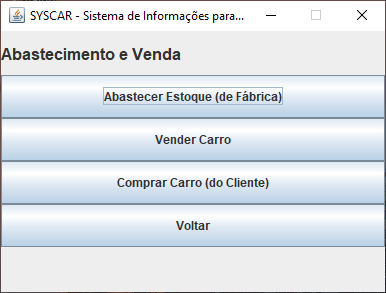 SYSCAR - Sistema de Informações para...
Abastecimento e Venda
Abastecer Estoque (de Fábrica)
Vender Carro
Comprar Carro (do Cliente)
Voltar